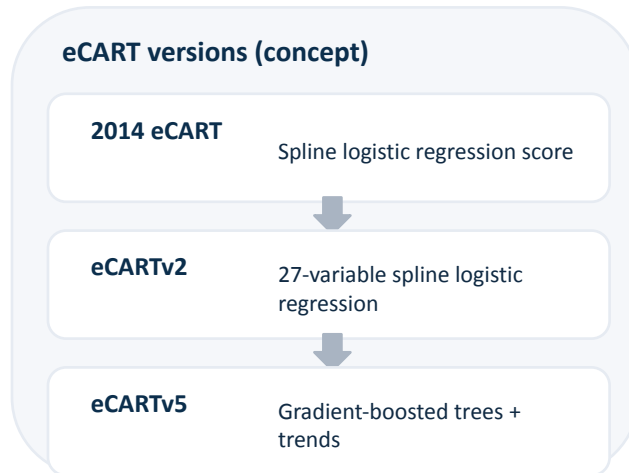 eCART versions (concept)
2014 eCART
Spline logistic regression score
eCARTv2
27-variable spline logistic
regression
eCARTv5
Gradient-boosted trees +
trends